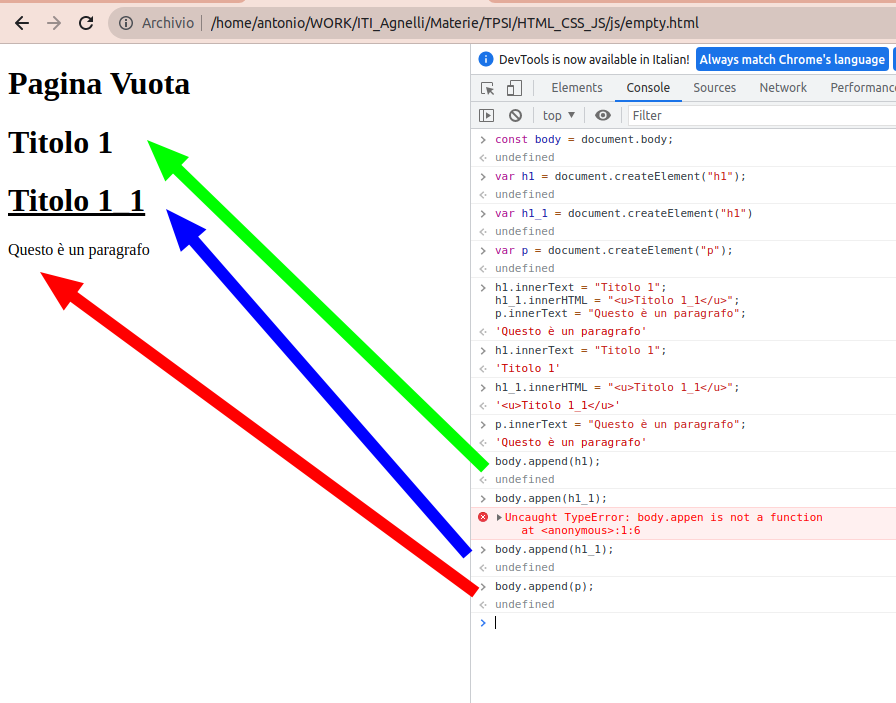 Archivio | /home/antonio/WORK/ITI_Agnelli/Materie/TPSI/HTML_CSS_JS/js/empty.html
Pagina Vuota
Titolo 1
Titolo 1_1
Questo è un paragrafo
DevTools is now available in Italian! Always match Chrome's language
Elements Console Sources Network Performanc
top Filter
const body = document.body;
undefined
var h1 = document.createElement("h1");
undefined
var h1_1 = document.createElement("h1")
undefined
var p = document.createElement("p");
undefined
h1.innerText = "Titolo 1";
h1_1.innerHTML = "<u>Titolo 1_1</u>";
p.innerText = "Questo è un paragrafo";
'Questo è un paragrafo'
h1.innerText = "Titolo 1";
'Titolo 1'
h1_1.innerHTML = "<u>Titolo 1_1</u>";
'<u>Titolo 1_1</u>'
p.innerText = "Questo è un paragrafo";
'Questo è un paragrafo'
body.append(h1);
undefined
body.appen(h1_1);
Uncaught TypeError: body.appen is not a function
at <anonymous>:1:6
body.append(h1_1);
undefined
body.append(p);
undefined